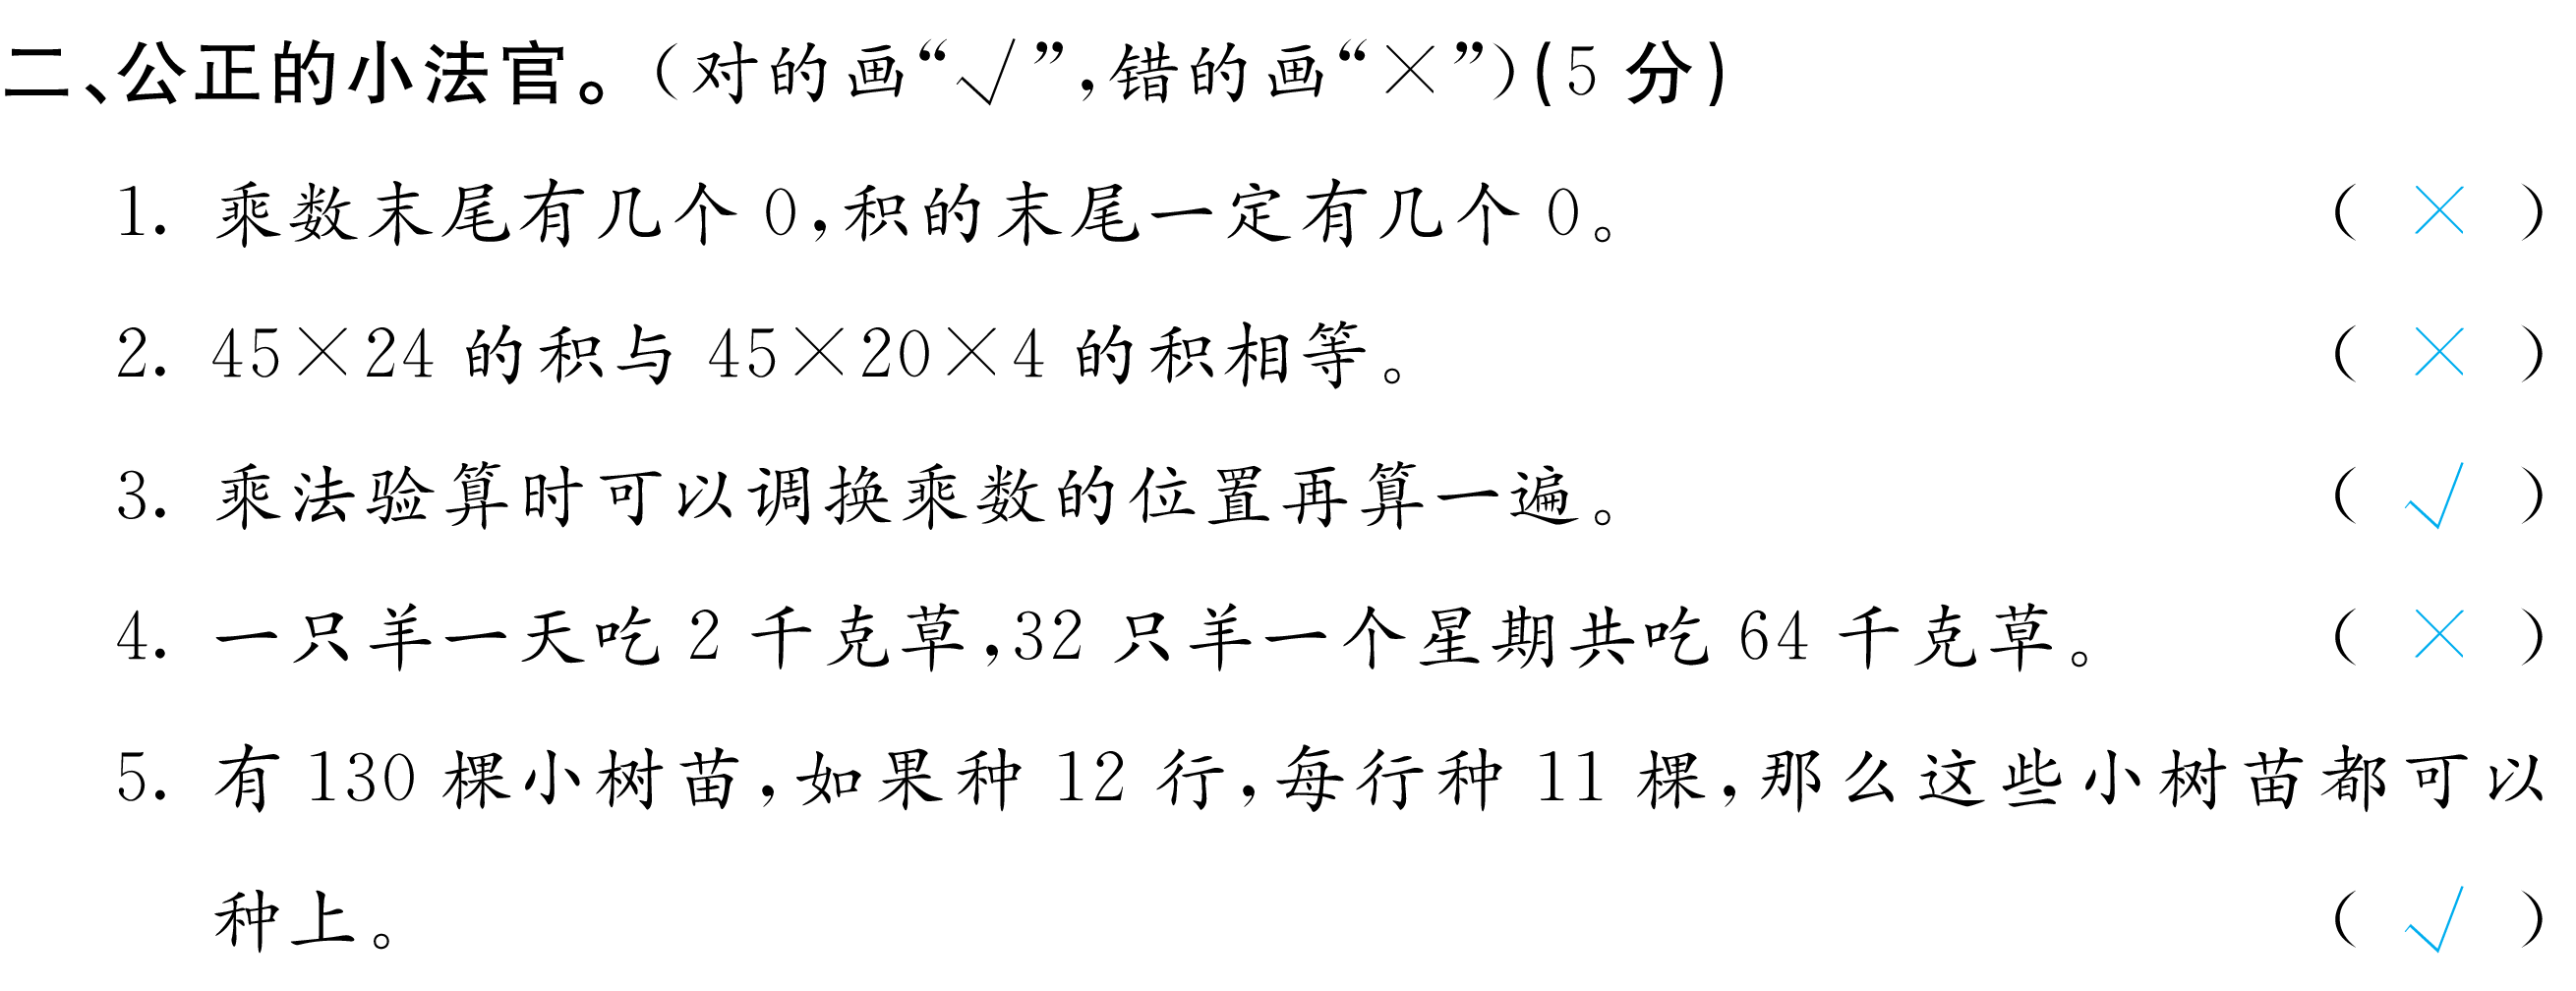 二、公正的小法官。(对的画“√”,错的画“×”)(5 分)
1. 乘数末尾有几个 0,积的末尾一定有几个 0。 ( × )
2. 45×24 的积与 45×20×4 的积相等。 ( × )
3. 乘法验算时可以调换乘数的位置再算一遍。 ( √ )
4. 一只羊一天吃 2 千克草,32 只羊一个星期共吃 64 千克草。 ( × )
5. 有 130 棵小树苗,如果种 12 行,每行种 11 棵,那么这些小树苗都可以
种上。 ( √ )